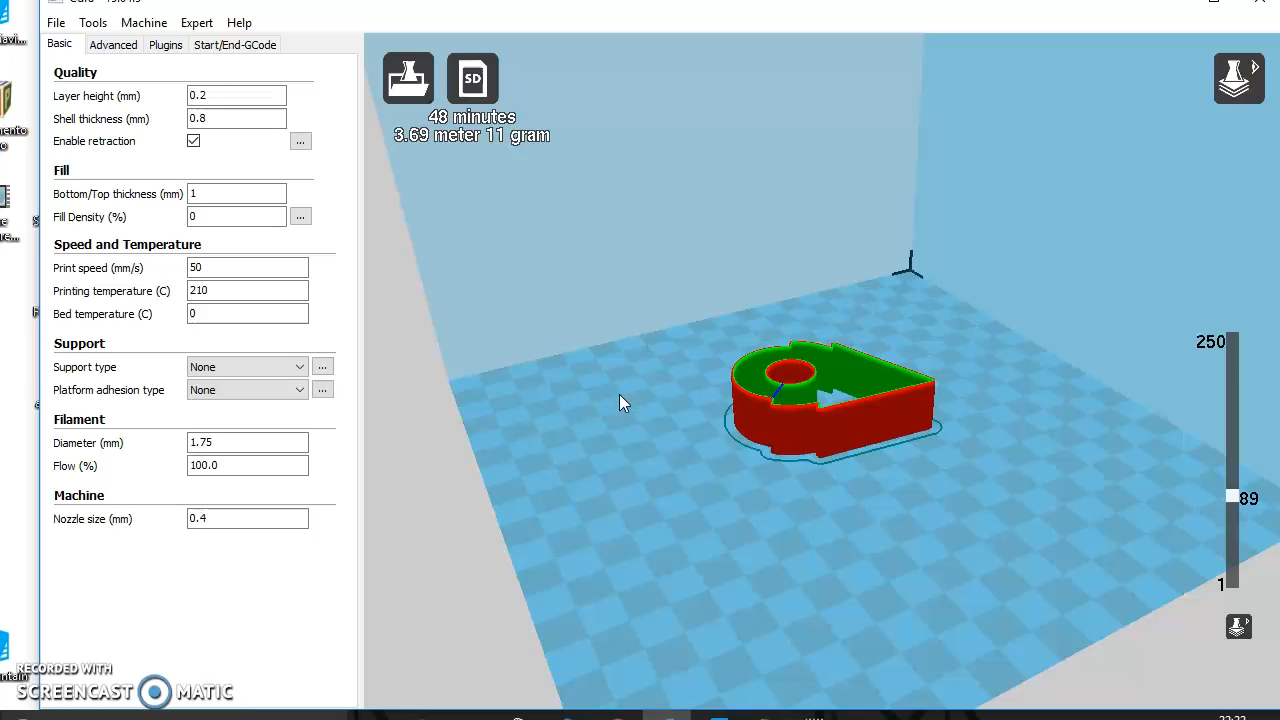 File Tools Machine Expert Help
Basic Advanced Plugins Start/End-GCode
Quality
Layer height (mm) 0.2
Shell thickness (mm) 0.8
Enable retraction ...
Fill
Bottom/Top thickness (mm) 1
Fill Density (%) 0 ...
Speed and Temperature
Print speed (mm/s) 50
Printing temperature (C) 210
Bed temperature (C) 0
Support
Support type None ...
Platform adhesion type None ...
Filament
Diameter (mm) 1.75
Flow (%) 100.0
Machine
Nozzle size (mm) 0.4
SD
48 minutes
3.69 meter 11 gram
250
89
1
RECORDED WITH
SCREENCAST MATIC